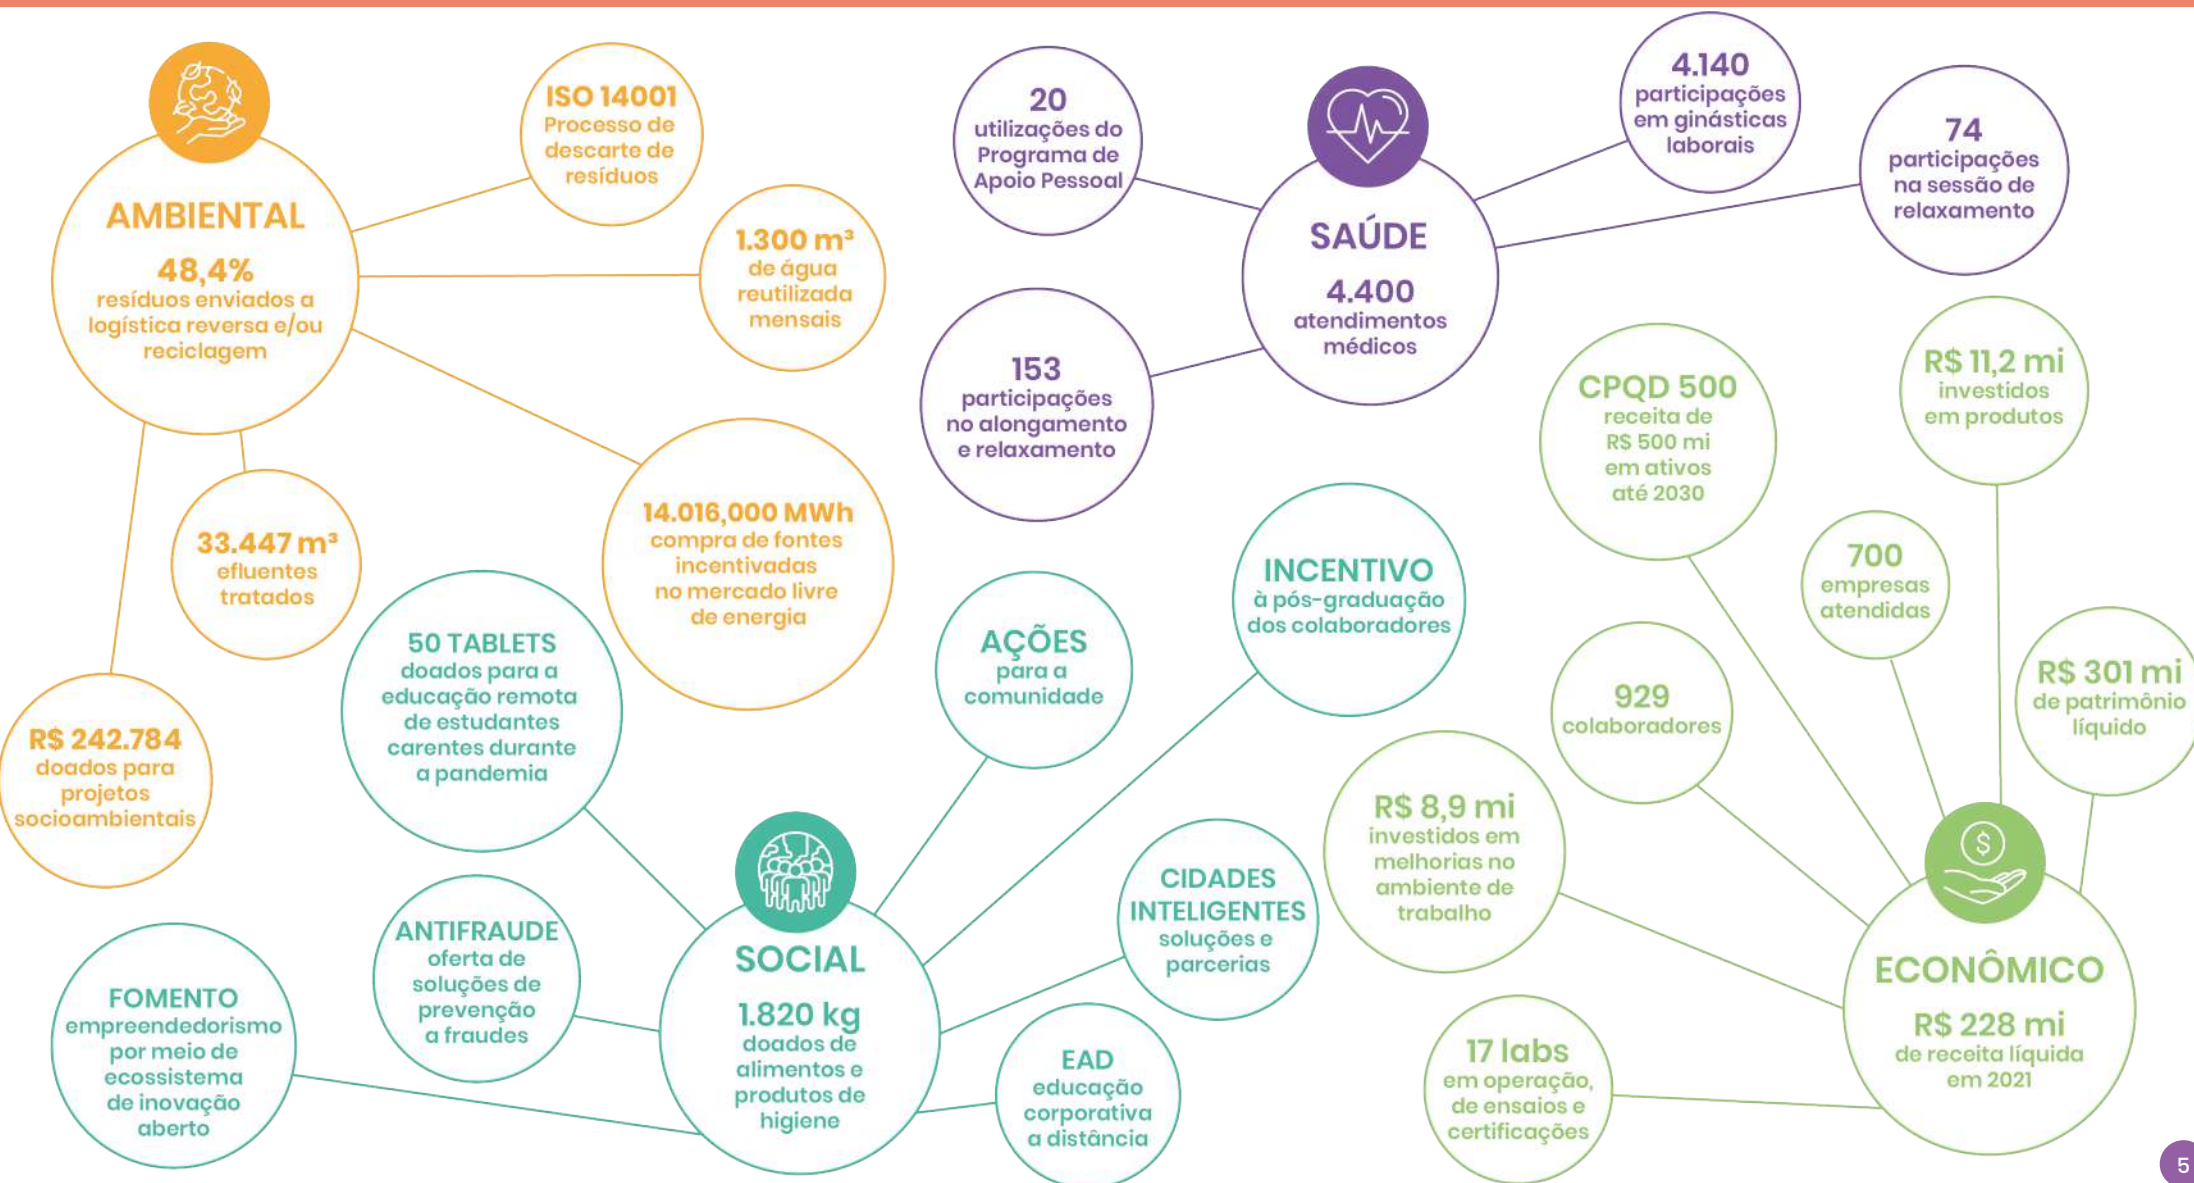 AMBIENTAL
48,4%
resíduos enviados a
logística reversa e/ou
reciclagem
ISO 14001
Processo de
descarte de
resíduos
1.300 m³
de água
reutilizada
mensais
14.016,000 MWh
compra de fontes
incentivadas
no mercado livre
de energia
33.447 m³
efluentes
tratados
R$ 242.784
doados para
projetos
socioambientais
SAÚDE
4.400
atendimentos
médicos
20
utilizações do
Programa de
Apoio Pessoal
4.140
participações
em ginásticas
laborais
74
participações
na sessão de
relaxamento
153
participações
no alongamento
e relaxamento
SOCIAL
1.820 kg
doados de
alimentos e
produtos de
higiene
50 TABLETS
doados para a
educação remota
de estudantes
carentes durante
a pandemia
AÇÕES
para a
comunidade
INCENTIVO
à pós-graduação
dos colaboradores
CIDADES
INTELIGENTES
soluções e
parcerias
EAD
educação
corporativa
a distância
ANTIFRAUDE
oferta de
soluções de
prevenção
a fraudes
FOMENTO
empreendedorismo
por meio de
ecossistema
de inovação
aberto
ECONÔMICO
R$ 228 mi
de receita líquida
em 2021
CPQD 500
receita de
R$ 500 mi
em ativos
até 2030
R$ 11,2 mi
investidos
em produtos
700
empresas
atendidas
929
colaboradores
R$ 301 mi
de patrimônio
líquido
R$ 8,9 mi
investidos em
melhorias no
ambiente de
trabalho
17 labs
em operação,
de ensaios e
certificações
5